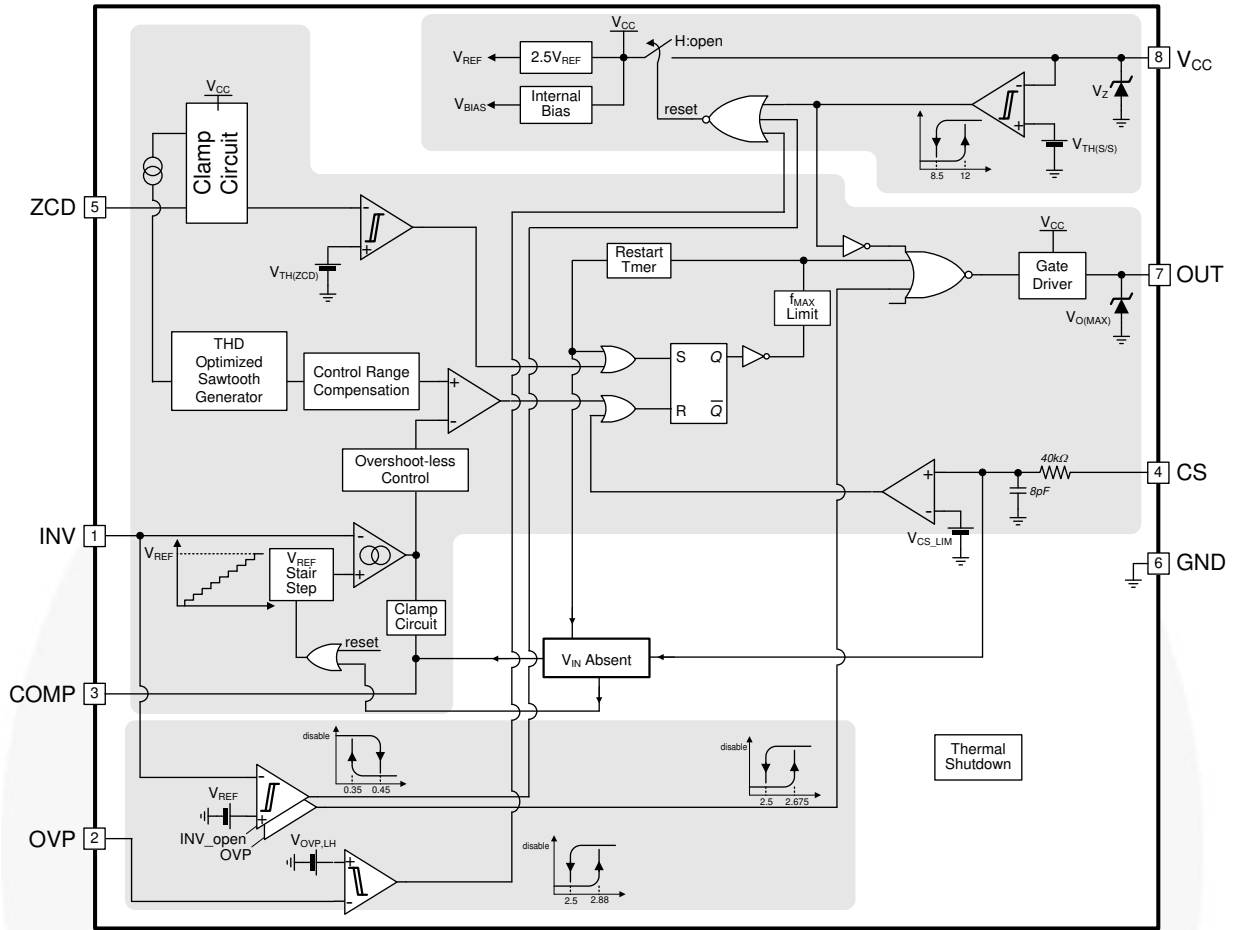 VCC
H:open
VREF
2.5VREF
8
VCC
VZ
VBIAS
Internal
Bias
reset
-
+
VTH(S/S)
8.5
12
VCC
Clamp
Circuit
ZCD
5
-
+
VTH(ZCD)
Restart
Tmer
VCC
Gate
Driver
7
OUT
VO(MAX)
fMAX
Limit
THD
Optimized
Sawtooth
Generator
Control Range
Compensation
+
-
S
Q
R
Q
Overshoot-less
Control
+
-
40kΩ
8pF
4
CS
VCS_LIM
INV
1
VREF
VREF
Stair
Step
-
+
6
GND
Clamp
Circuit
reset
VIN Absent
COMP
3
disable
0.35
0.45
disable
2.5
2.675
Thermal
Shutdown
-
+
VREF
INV_open
OVP
OVP
2
VOVP,LH
+
-
disable
2.5
2.88